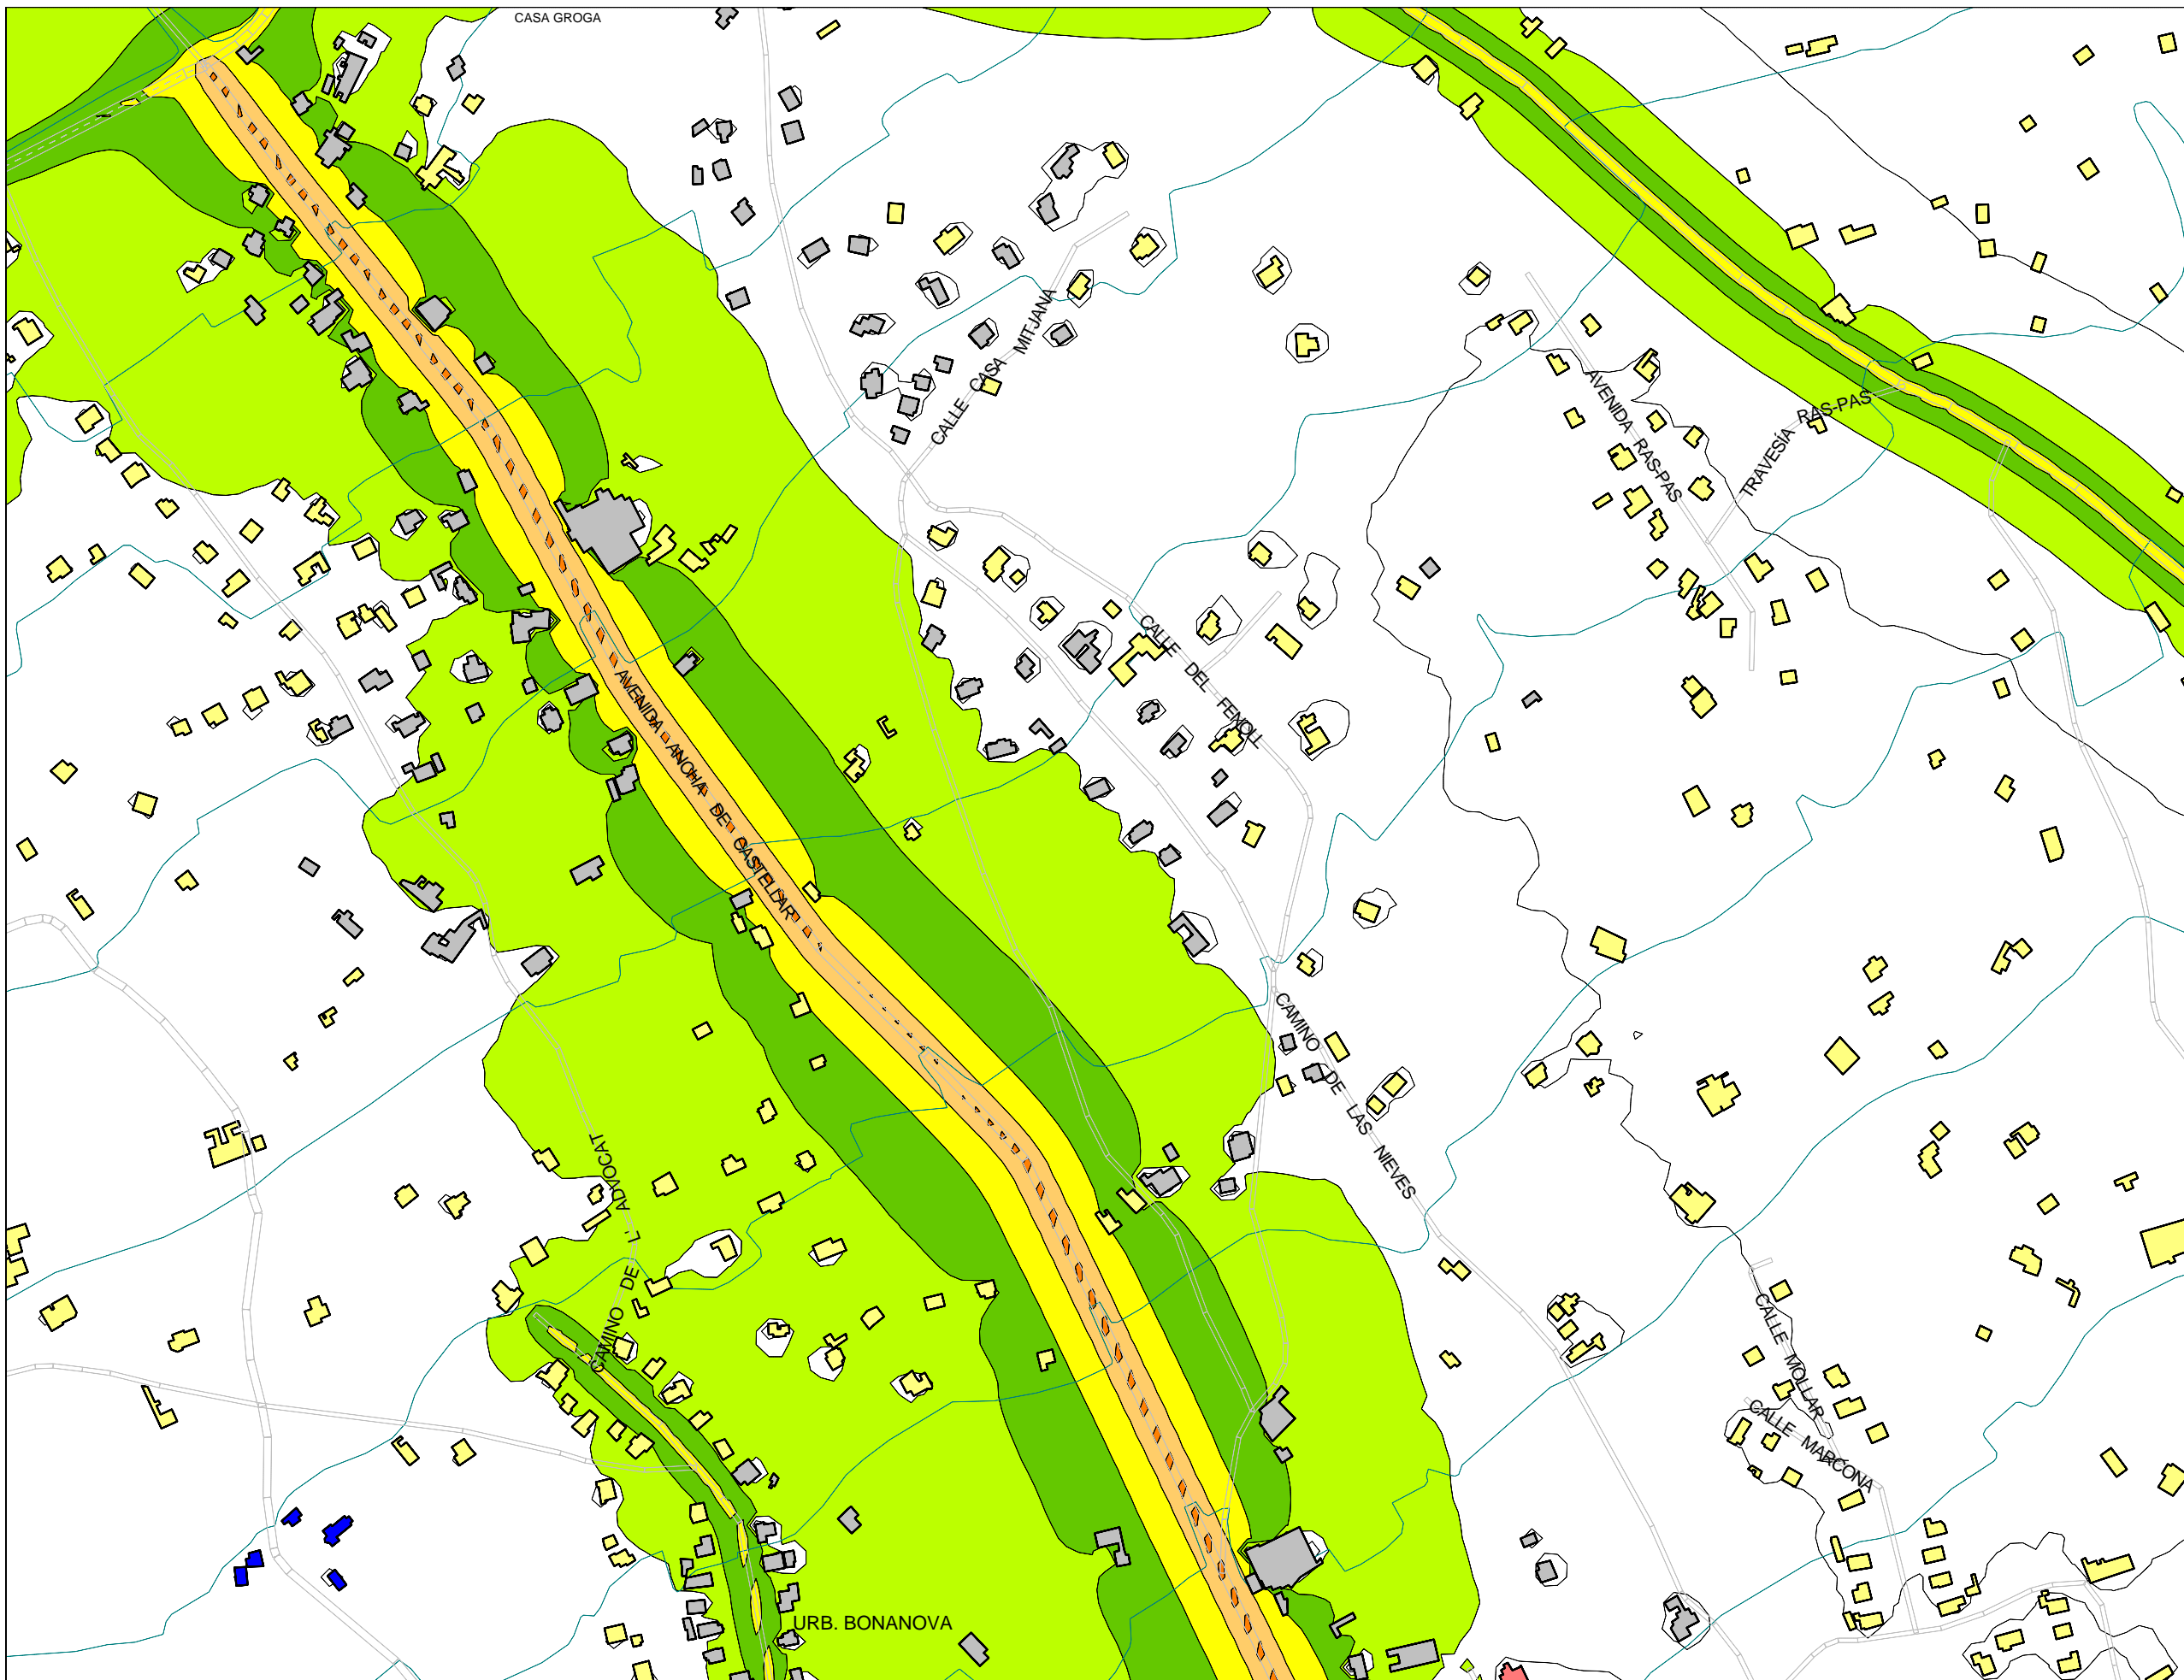 CASA GROGA
CALLE CASA MITJANA
AVENIDA RAS-PAS
TRAVESÍA RAS-PAS
CALLE DEL FENOLL
AVENIDA ANCHA DE CASTELLAR
CAMINO DE LAS NIEVES
CAMINO DE L' ADVOCAT
CALLE MOLLAR
CALLE MARCONA
URB. BONANOVA